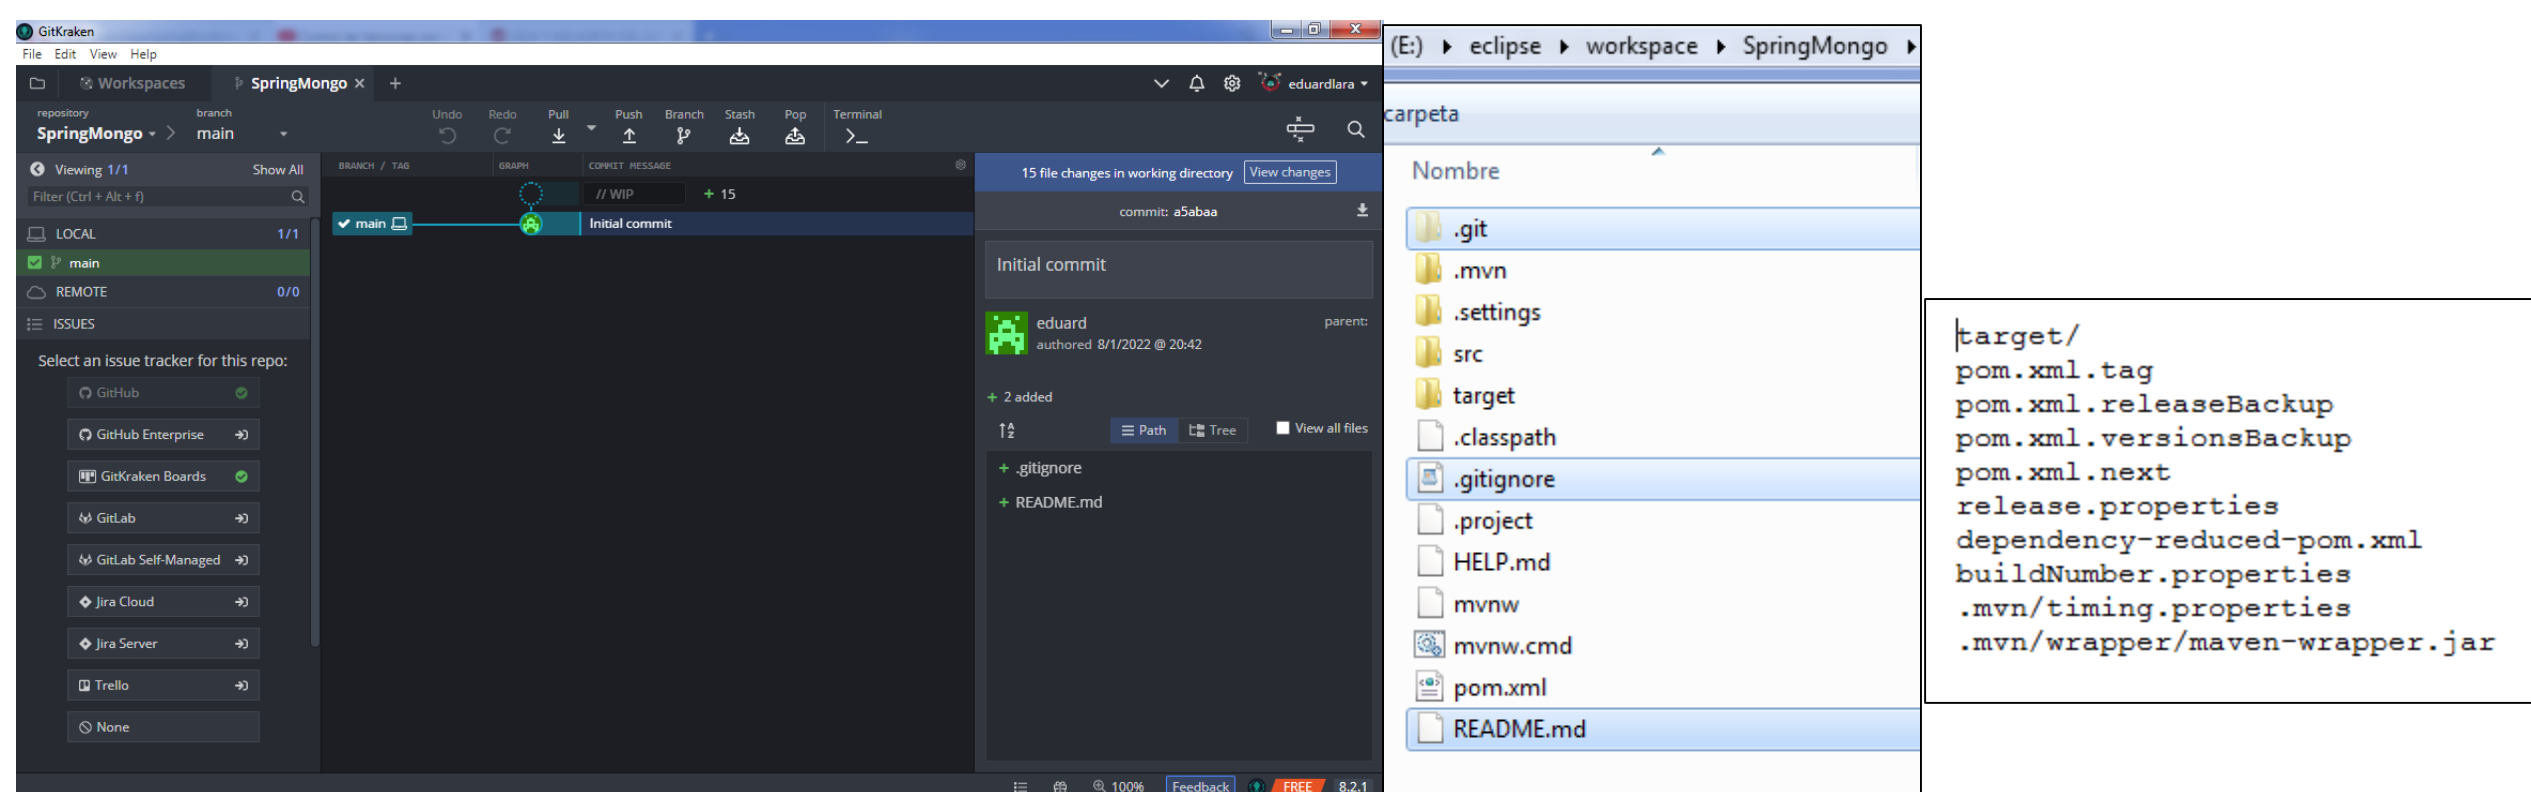 GitKraken
File Edit View Help
Workspaces
SpringMongo
eduardlara
repository
branch
SpringMongo
main
Undo
Redo
Pull
Push
Branch
Stash
Pop
Terminal
Viewing 1/1
Show All
Filter (Ctrl + Alt + f)
LOCAL
1/1
main
REMOTE
0/0
ISSUES
Select an issue tracker for this repo:
GitHub
GitHub Enterprise
GitKraken Boards
GitLab
GitLab Self-Managed
Jira Cloud
Jira Server
Trello
None
BRANCH / TAG
GRAPH
COMMIT MESSAGE
// WIP
+ 15
main
Initial commit
15 file changes in working directory
View changes
commit: a5abaa
Initial commit
eduard
parent:
authored 8/1/2022 @ 20:42
+ 2 added
Path
Tree
View all files
+ .gitignore
+ README.md
100%
Feedback
FREE
8.2.1
(E:) ▸ eclipse ▸ workspace ▸ SpringMongo ▸
carpeta
Nombre
.git
.mvn
.settings
src
target
.classpath
.gitignore
.project
HELP.md
mvnw
mvnw.cmd
pom.xml
README.md
target/
pom.xml.tag
pom.xml.releaseBackup
pom.xml.versionsBackup
pom.xml.next
release.properties
dependency-reduced-pom.xml
buildNumber.properties
.mvn/timing.properties
.mvn/wrapper/maven-wrapper.jar